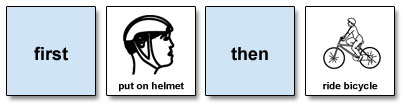 first
put on helmet
then
ride bicycle